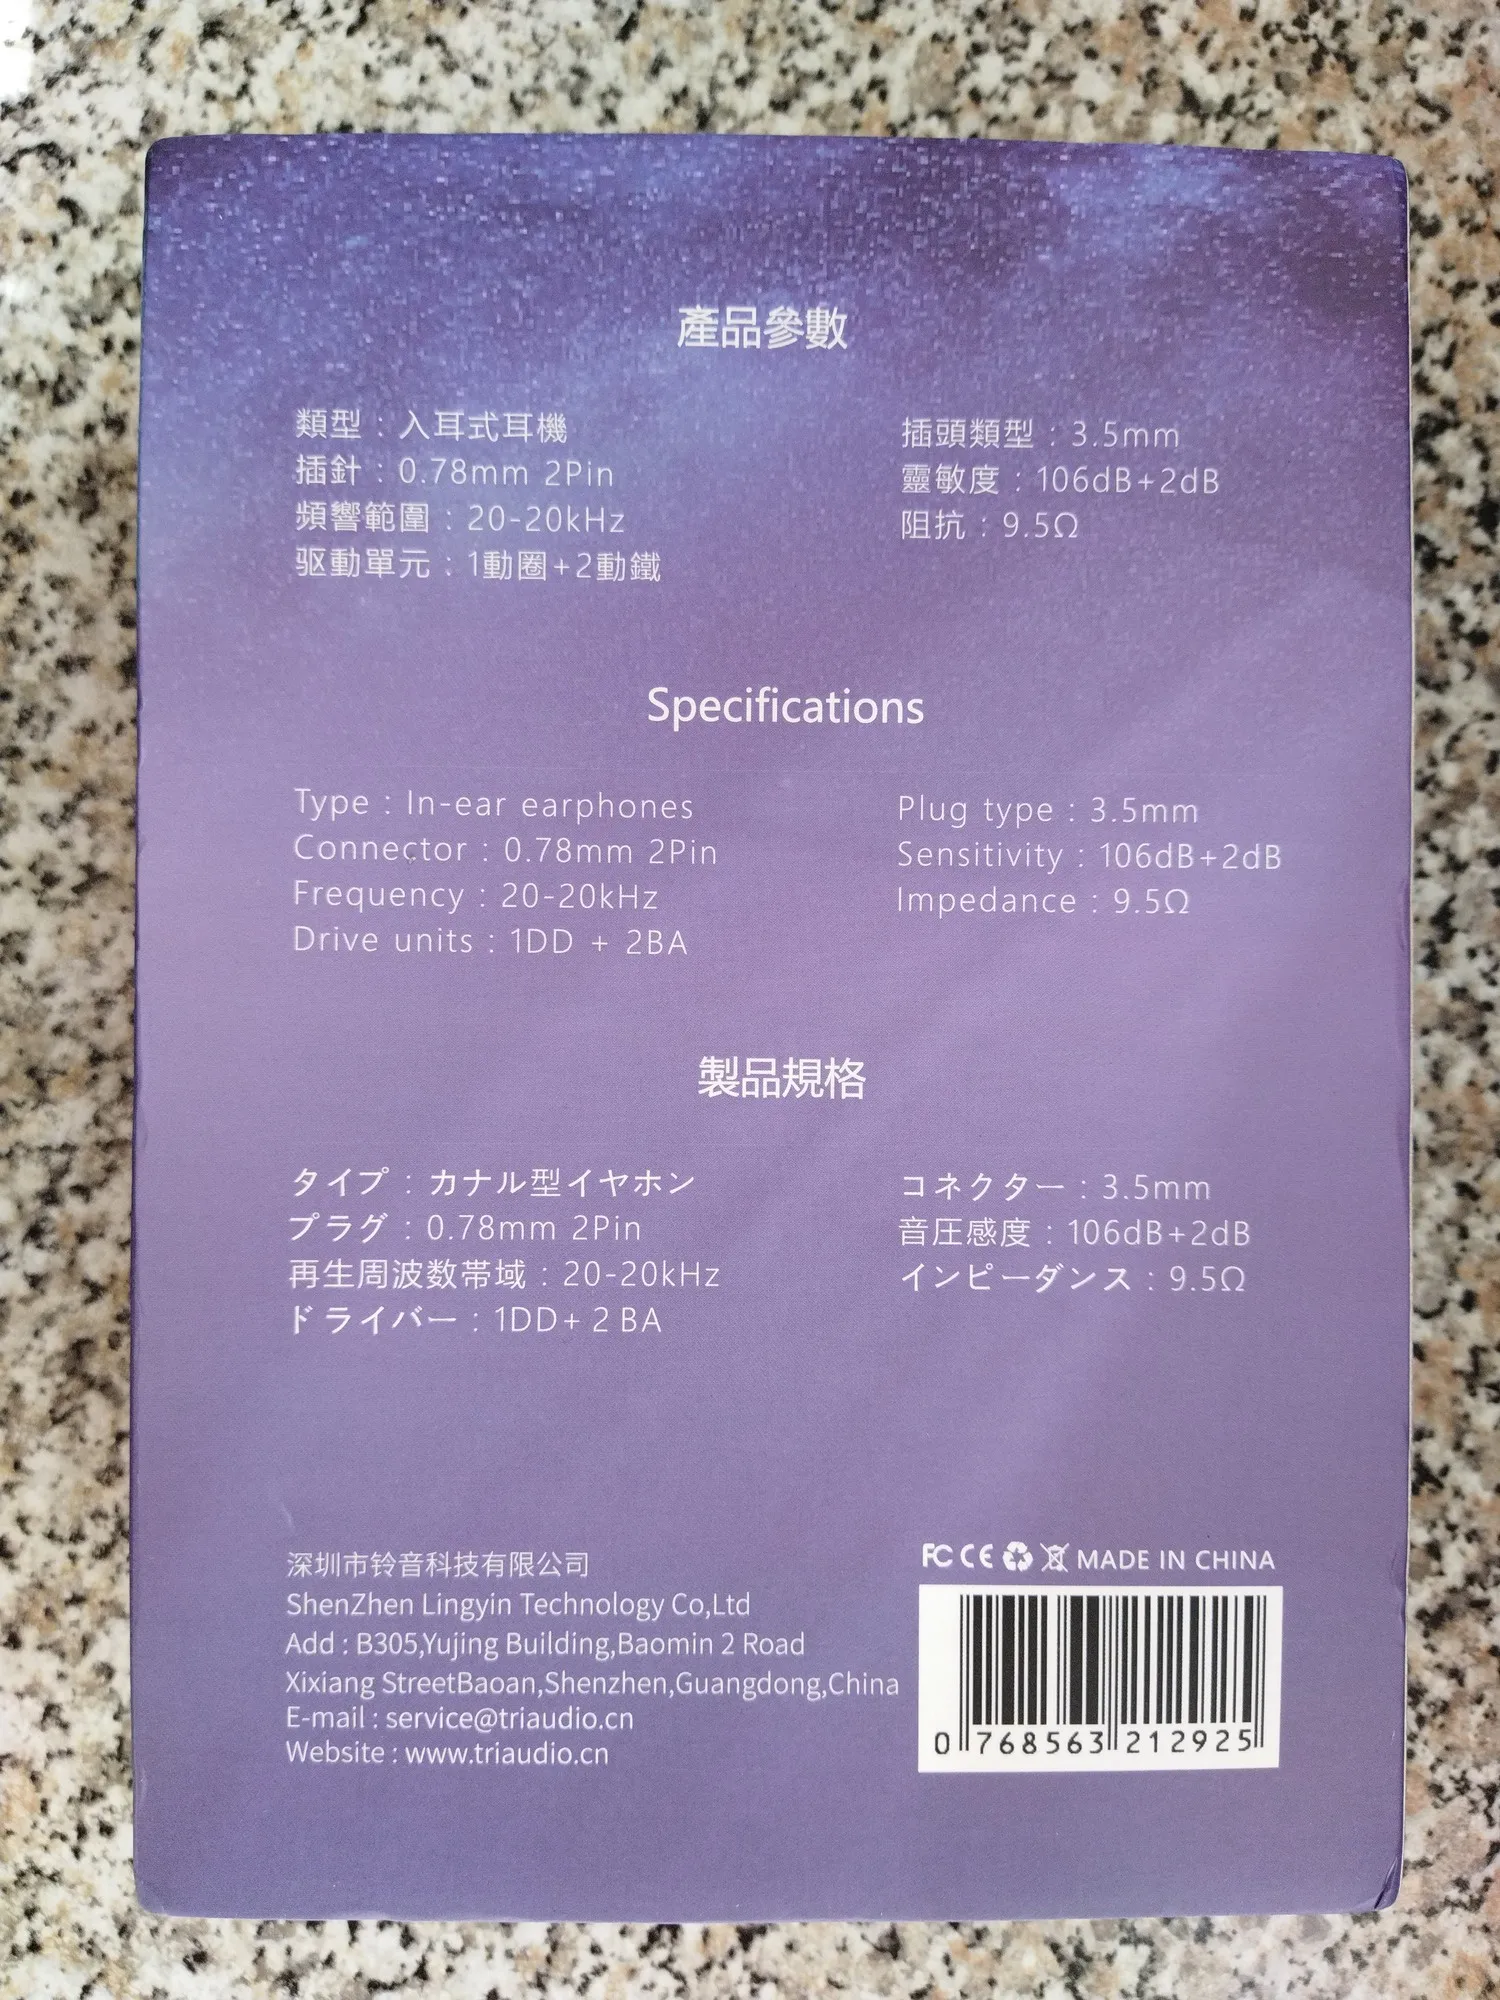 產品參數
類型 : 入耳式耳機
插針 : 0.78mm 2Pin
頻響範圍 : 20-20kHz
驱動單元 : 1動圈+2動鐵
插頭類型 : 3.5mm
靈敏度 : 106dB+2dB
阻抗 : 9.5Ω
Specifications
Type : In-ear earphones
Connector : 0.78mm 2Pin
Frequency : 20-20kHz
Drive units : 1DD + 2BA
Plug type : 3.5mm
Sensitivity : 106dB+2dB
Impedance : 9.5Ω
製品規格
タイプ : カナル型イヤホン
プラグ : 0.78mm 2Pin
再生周波数帯域 : 20-20kHz
ドライバー : 1DD+ 2 BA
コネクター : 3.5mm
音圧感度 : 106dB+2dB
インピーダンス : 9.5Ω
深圳市铃音科技有限公司
ShenZhen Lingyin Technology Co,Ltd
Add : B305,Yujing Building,Baomin 2 Road
Xixiang StreetBaoan,Shenzhen,Guangdong,China
E-mail : service@triaudio.cn
Website : www.triaudio.cn
FC CE MADE IN CHINA
0 768563 212925